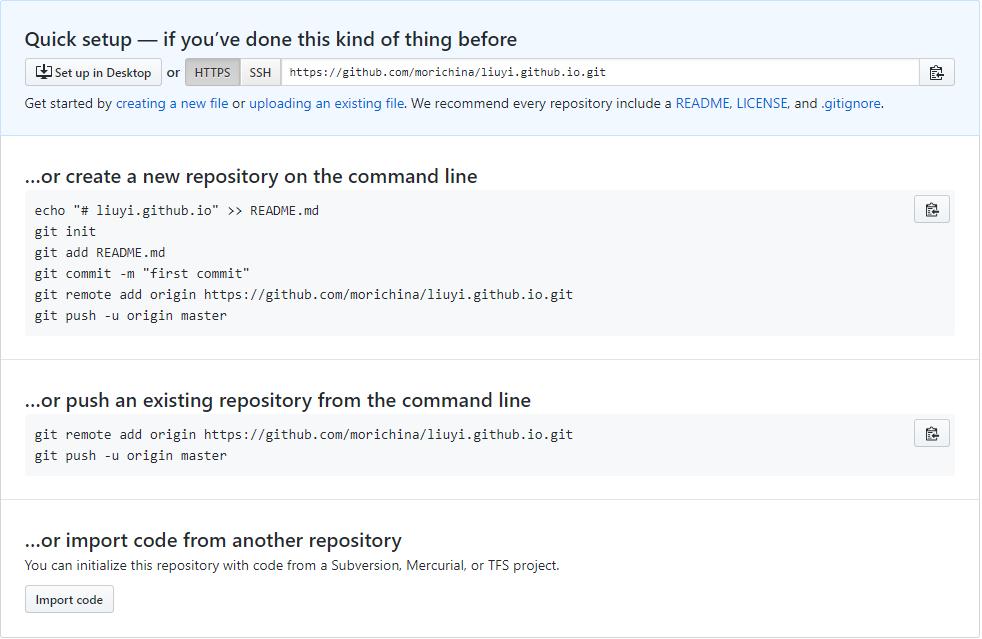 Quick setup — if you’ve done this kind of thing before
Set up in Desktop or HTTPS SSH https://github.com/morichina/liuyi.github.io.git
Get started by creating a new file or uploading an existing file. We recommend every repository include a README, LICENSE, and .gitignore.
…or create a new repository on the command line
echo "# liuyi.github.io" >> README.md
git init
git add README.md
git commit -m "first commit"
git remote add origin https://github.com/morichina/liuyi.github.io.git
git push -u origin master
…or push an existing repository from the command line
git remote add origin https://github.com/morichina/liuyi.github.io.git
git push -u origin master
…or import code from another repository
You can initialize this repository with code from a Subversion, Mercurial, or TFS project.
Import code